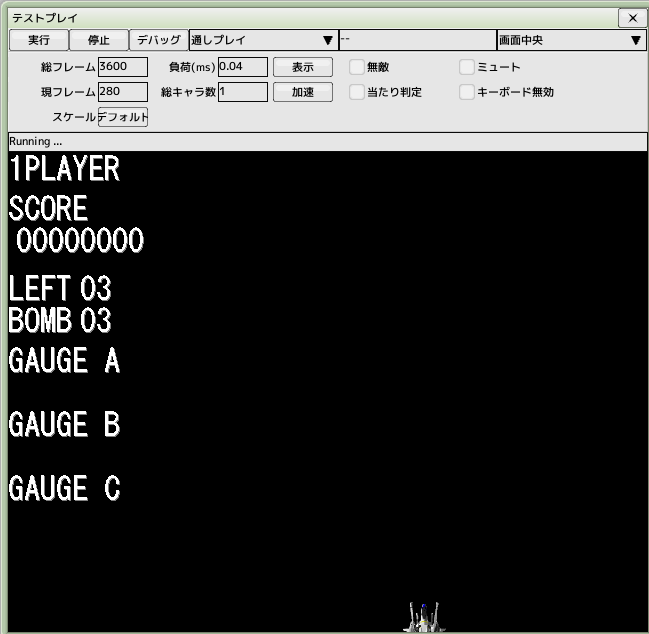 テストプレイ
実行 停止 デバッグ 通しプレイ ▼ -- 画面中央 ▼
総フレーム 3600 負荷(ms) 0.04 表示 無敵 ミュート
現フレーム 280 総キャラ数 1 加速 当たり判定 キーボード無効
スケール デフォルト
Running ...
1PLAYER
SCORE
00000000
LEFT 03
BOMB 03
GAUGE A
GAUGE B
GAUGE C